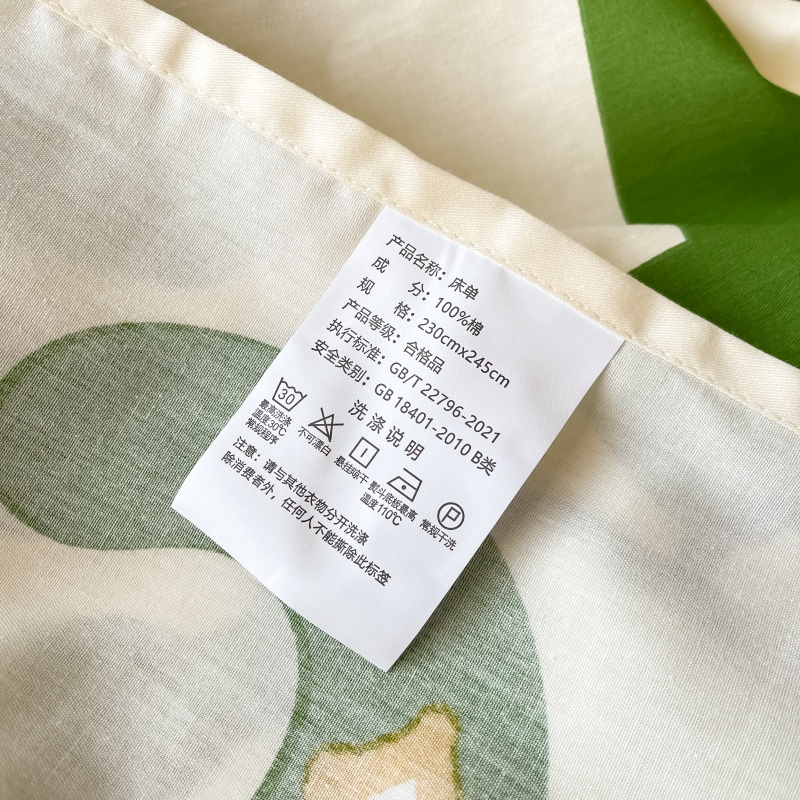 产品名称：床单
成 分：100%棉
规 格：230cmx245cm
产品等级：合格品
执行标准：GB/T 22796-2021
安全类别：GB 18401-2010 B类
洗涤说明
30
最高洗涤
温度30℃
常规程序
不可漂白
悬挂晾干
熨斗底板最高
温度110℃
P
常规干洗
注意：请与其他衣物分开洗涤
除消费者外，任何人不能撕除此标签